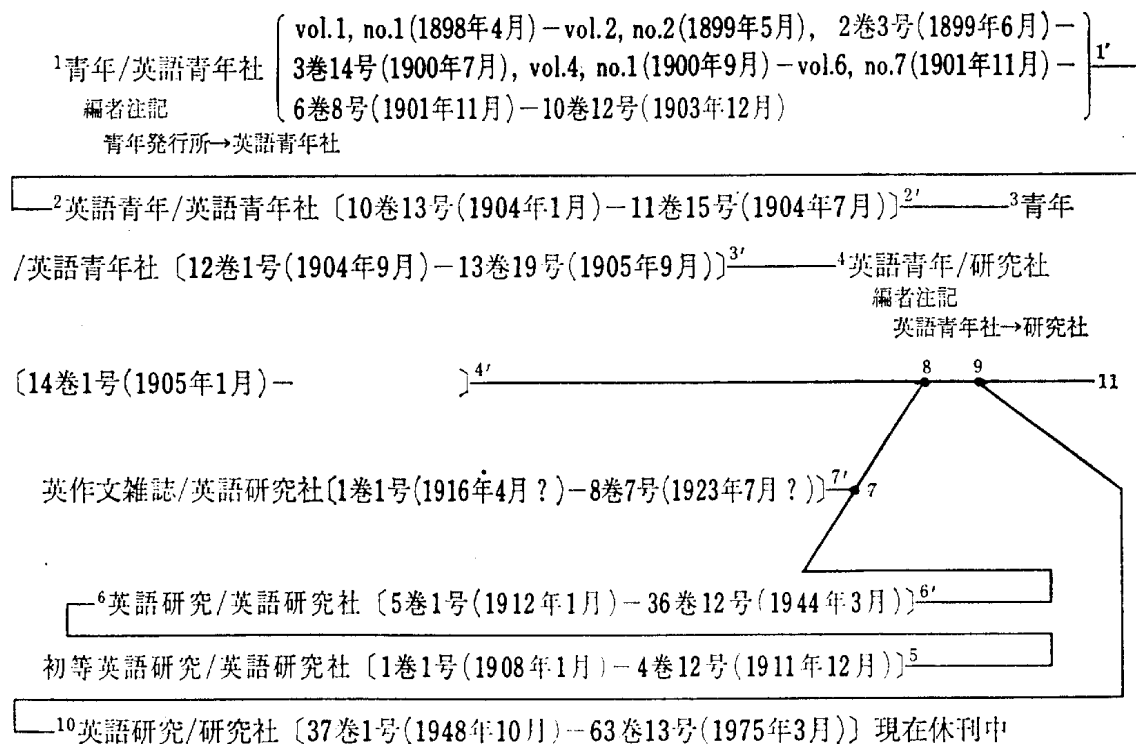 vol.1, no.1(1898年4月)−vol.2, no.2(1899年5月), 2巻3号(1899年6月)−
1青年/英語青年社 3巻14号(1900年7月), vol.4, no.1(1900年9月)−vol.6, no.7(1901年11月)− 1′
編者注記 6巻8号(1901年11月)−10巻12号(1903年12月)
青年発行所→英語青年社
2英語青年/英語青年社〔10巻13号(1904年1月)−11巻15号(1904年7月)〕2′ 3青年
/英語青年社〔12巻1号(1904年9月)−13巻19号(1905年9月)〕3′ 4英語青年/研究社
編者注記
英語青年社→研究社
〔14巻1号(1905年1月)− 〕4′ 8 9 11
英作文雑誌/英語研究社〔1巻1号(1916年4月?)−8巻7号(1923年7月?)〕7′ 7
6英語研究/英語研究社〔5巻1号(1912年1月)−36巻12号(1944年3月)〕6′
初等英語研究/英語研究社〔1巻1号(1908年1月)−4巻12号(1911年12月)〕5
10英語研究/研究社〔37巻1号(1948年10月)−63巻13号(1975年3月)〕現在休刊中